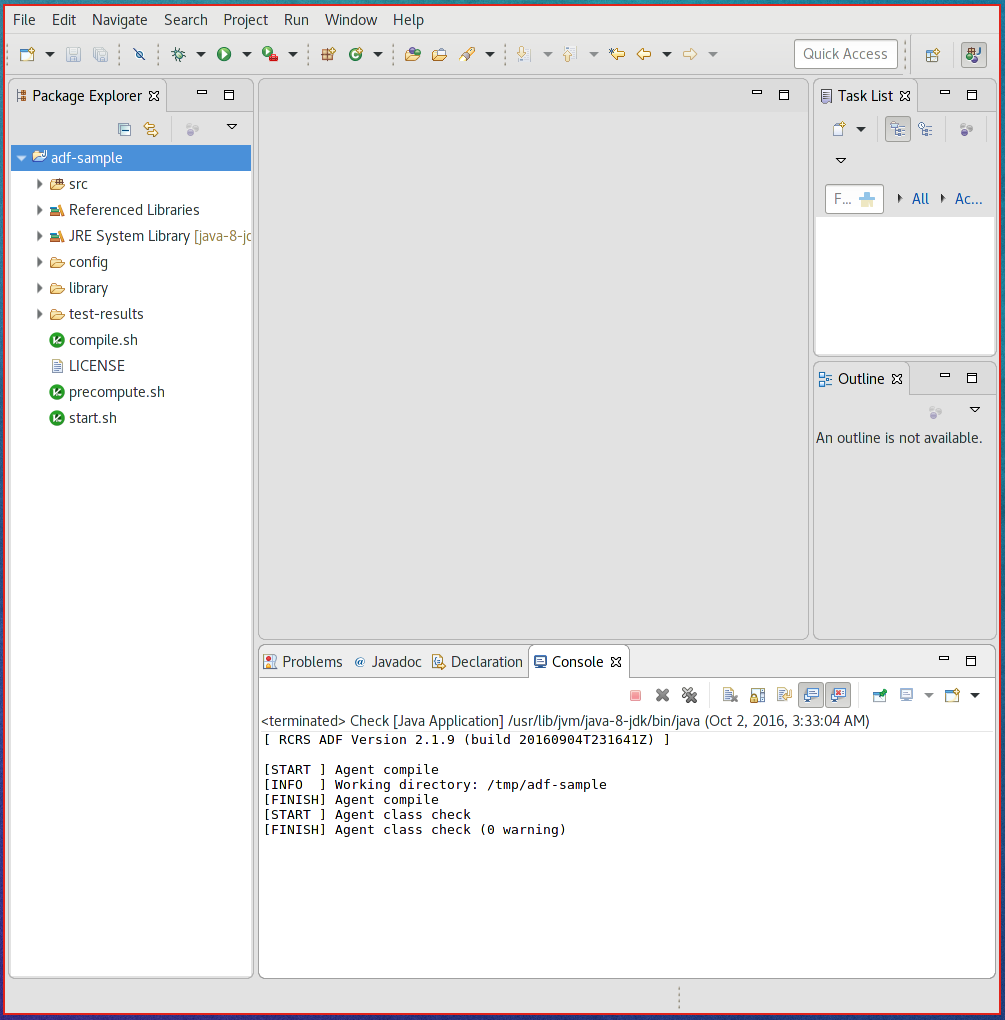 File Edit Navigate Search Project Run Window Help
Quick Access
Package Explorer
adf-sample
src
Referenced Libraries
JRE System Library [java-8-jd
config
library
test-results
compile.sh
LICENSE
precompute.sh
start.sh
Task List
F... All Ac...
Outline
An outline is not available.
Problems @ Javadoc Declaration Console
<terminated> Check [Java Application] /usr/lib/jvm/java-8-jdk/bin/java (Oct 2, 2016, 3:33:04 AM)
[ RCRS ADF Version 2.1.9 (build 20160904T231641Z) ]
[START ] Agent compile
[INFO  ] Working directory: /tmp/adf-sample
[FINISH] Agent compile
[START ] Agent class check
[FINISH] Agent class check (0 warning)